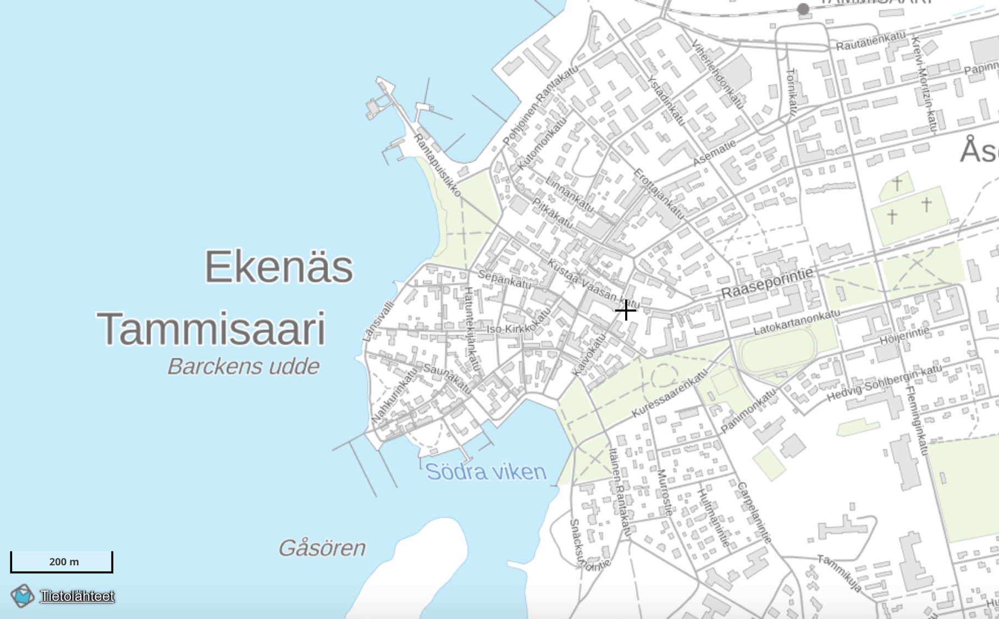 TAMMISAARI
Rautatienkatu
Kreivi Moritzin katu
Viherlehdonkatu
Pohjoinen Rantakatu
Ystadinkatu
Tornikatu
Kutomonkatu
Rantapuistikko
Asematie
Erottajankatu
Linnankatu
Pitkäkatu
Ekenäs
Tammisaari
Barckens udde
Kustaa Vaasan katu
Sepänkatu
Raaseporintie
Länsivalli
Hatuntekijänkatu
Iso Kirkkokatu
Latokartanonkatu
Höijerintie
Kaivokatu
Saunakatu
Nahkurinkatu
Kuressaarenkatu
Hedvig Sohlbergin katu
Panimonkatu
Fleminginkatu
Södra viken
Itäinen Rantakatu
Murrostie
Hultmanintie
Carpelanintie
Gåsören
Snäcksundintie
Tammikuja
200 m
Tietolähteet